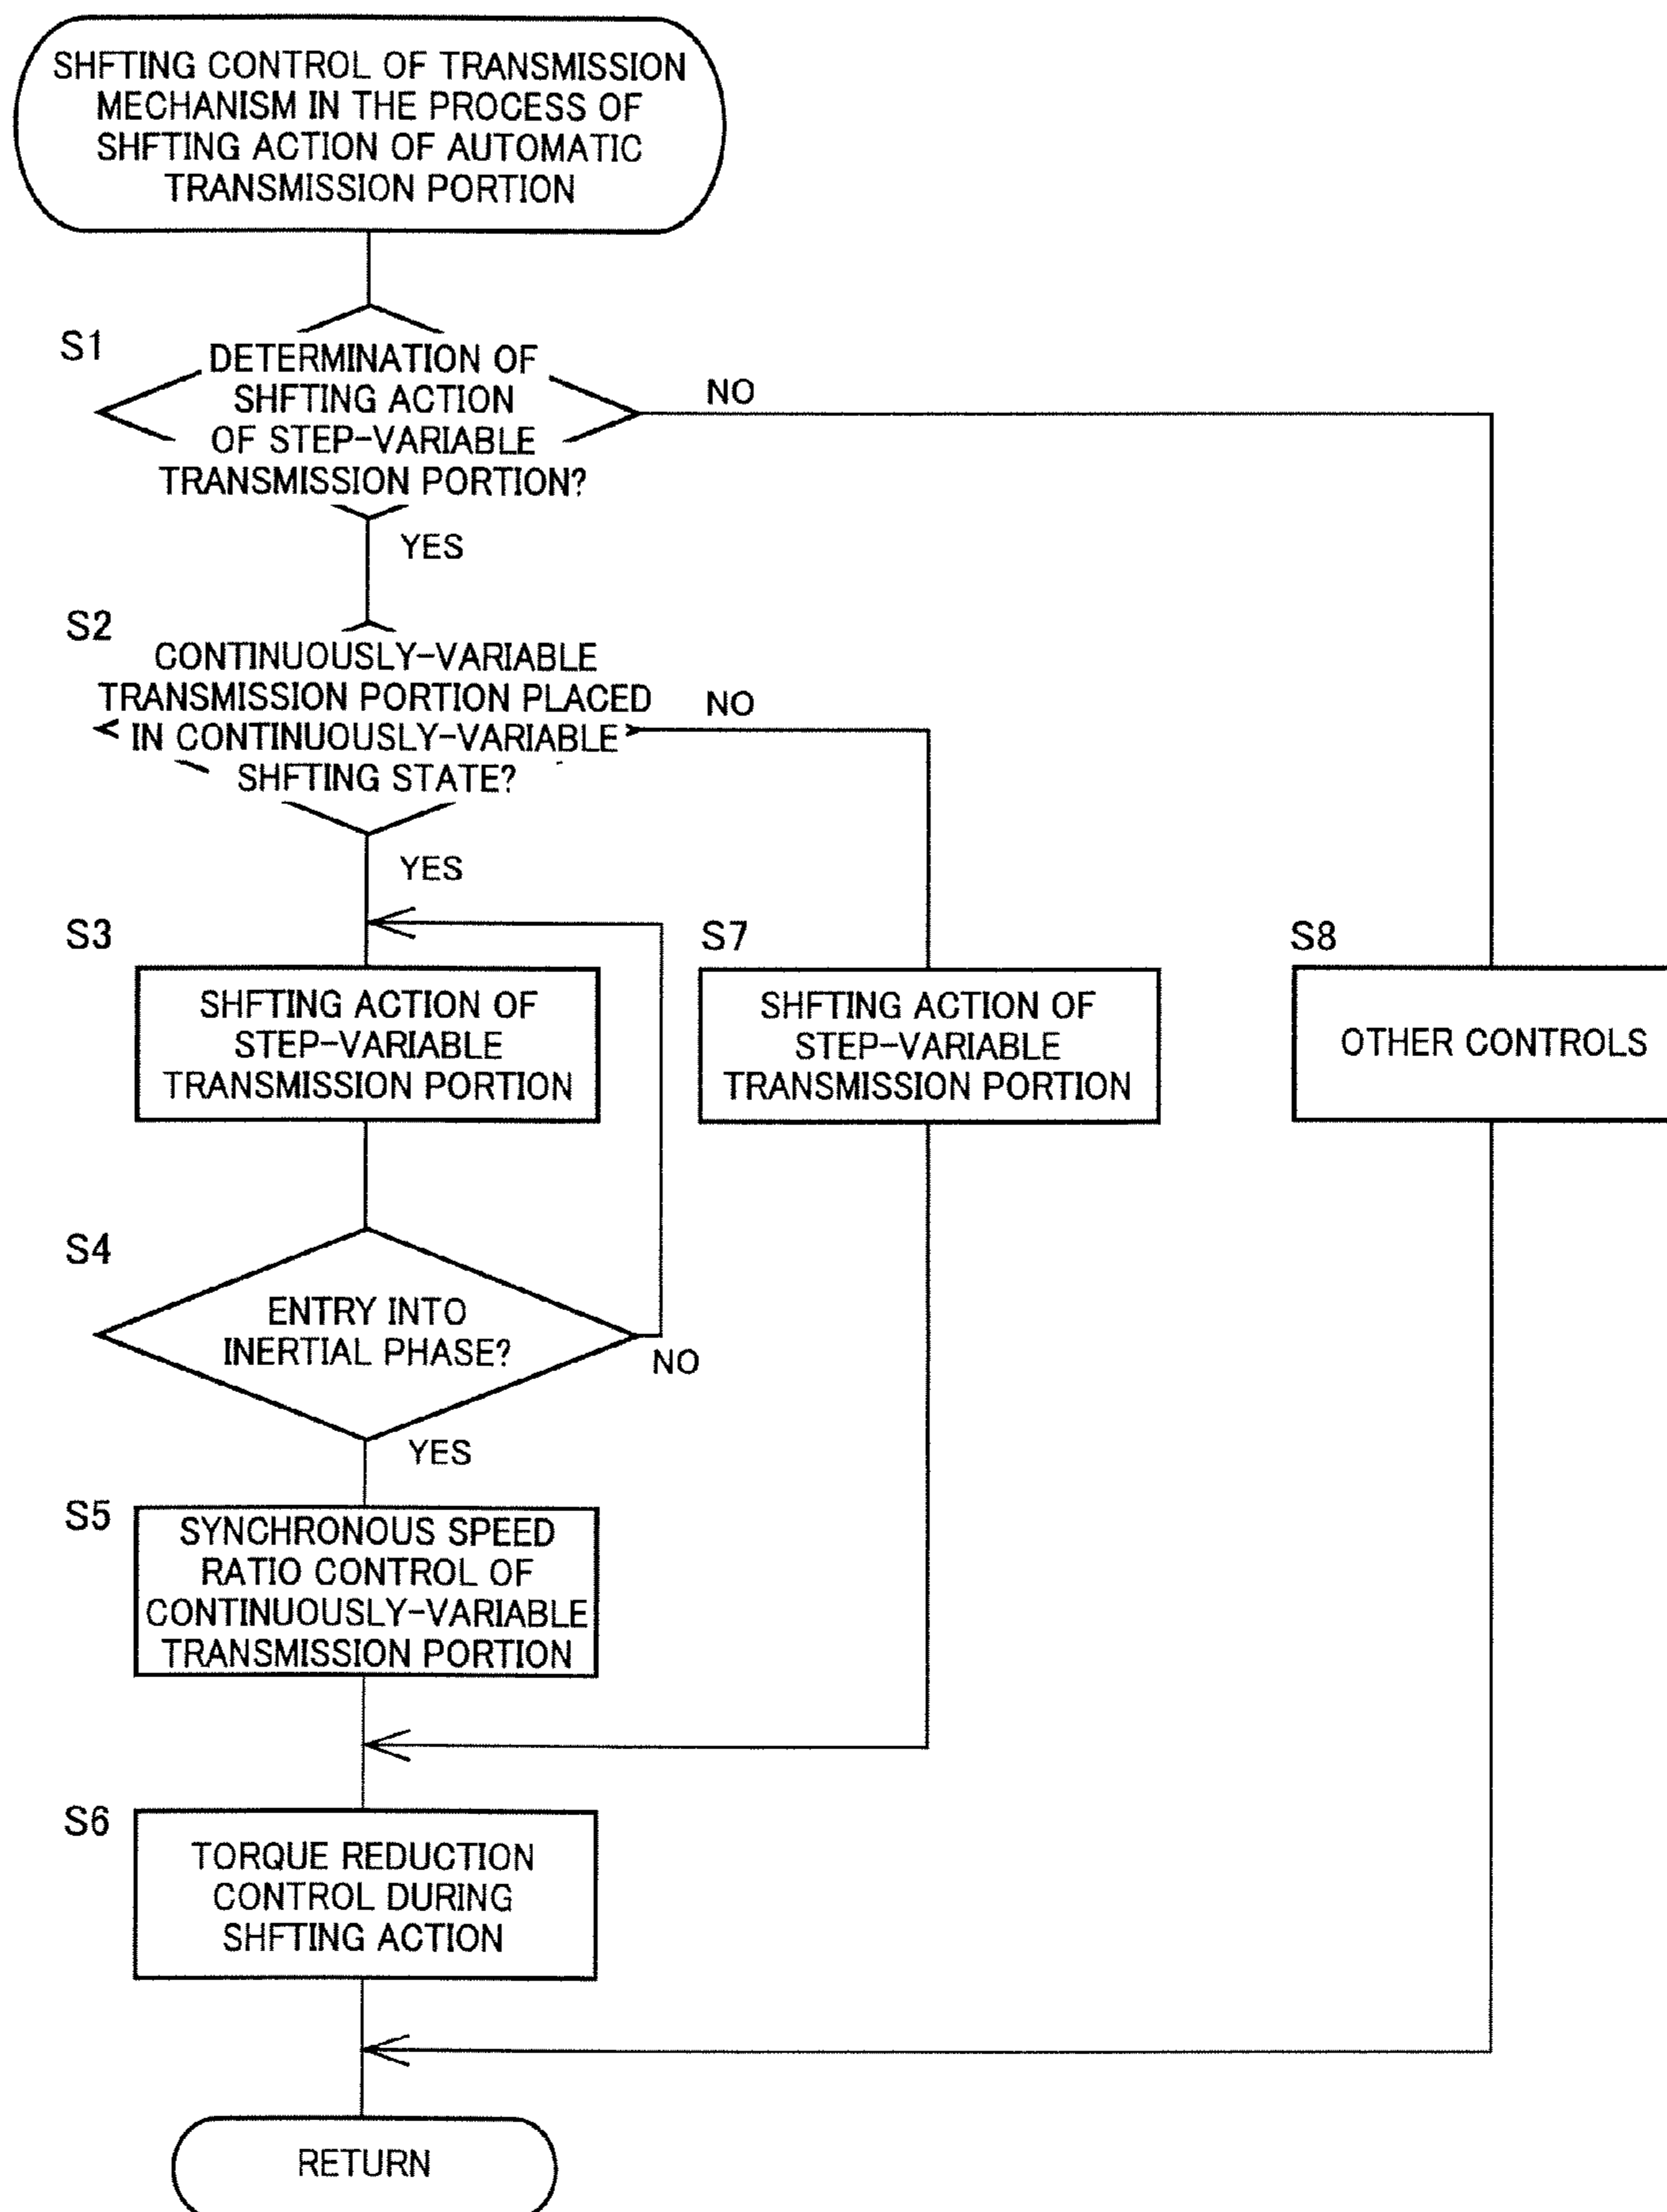 SHFTING CONTROL OF TRANSMISSION
MECHANISM IN THE PROCESS OF
SHFTING ACTION OF AUTOMATIC
TRANSMISSION PORTION
S1
DETERMINATION OF
SHFTING ACTION
OF STEP-VARIABLE
TRANSMISSION PORTION?
NO
YES
S2
CONTINUOUSLY-VARIABLE
TRANSMISSION PORTION PLACED
IN CONTINUOUSLY-VARIABLE
SHFTING STATE?
NO
YES
S3
SHFTING ACTION OF
STEP-VARIABLE
TRANSMISSION PORTION
S7
SHFTING ACTION OF
STEP-VARIABLE
TRANSMISSION PORTION
S8
OTHER CONTROLS
S4
ENTRY INTO
INERTIAL PHASE?
NO
YES
S5
SYNCHRONOUS SPEED
RATIO CONTROL OF
CONTINUOUSLY-VARIABLE
TRANSMISSION PORTION
S6
TORQUE REDUCTION
CONTROL DURING
SHFTING ACTION
RETURN